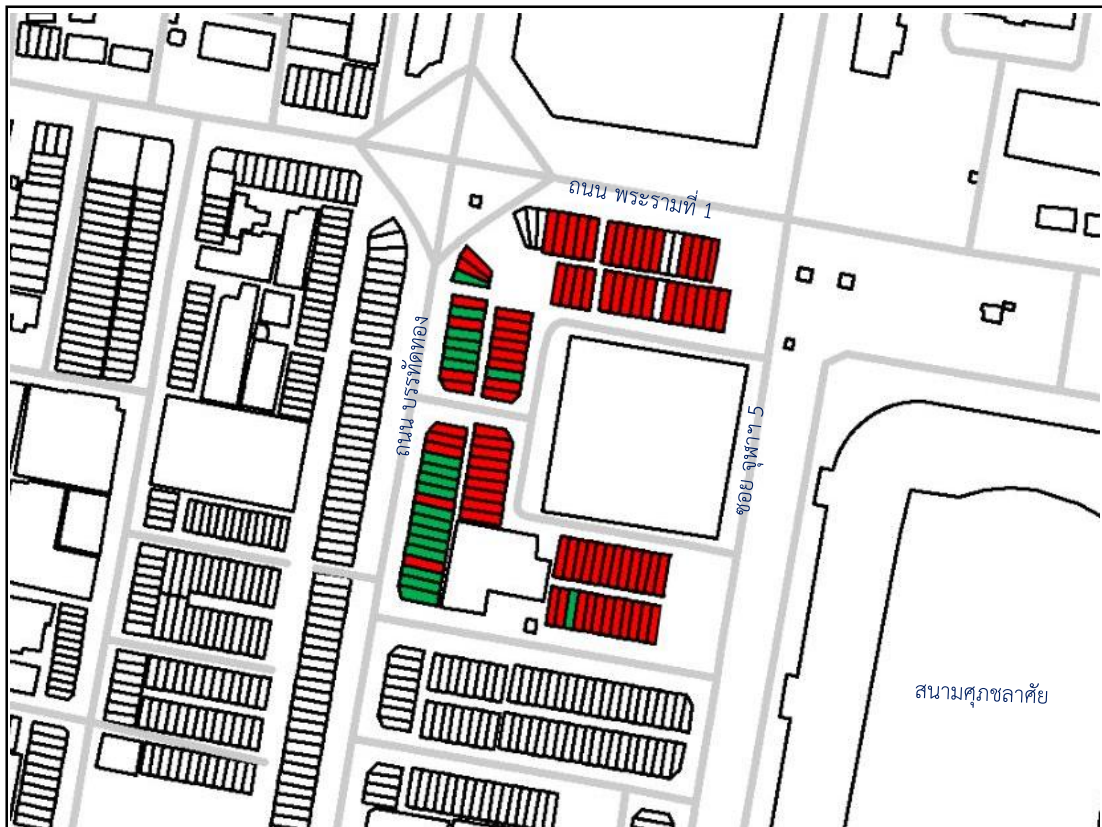 ถนน พระรามที่ 1
ถนน บรรทัดทอง
ซอย จุฬาฯ 5
สนามศุภชลาศัย